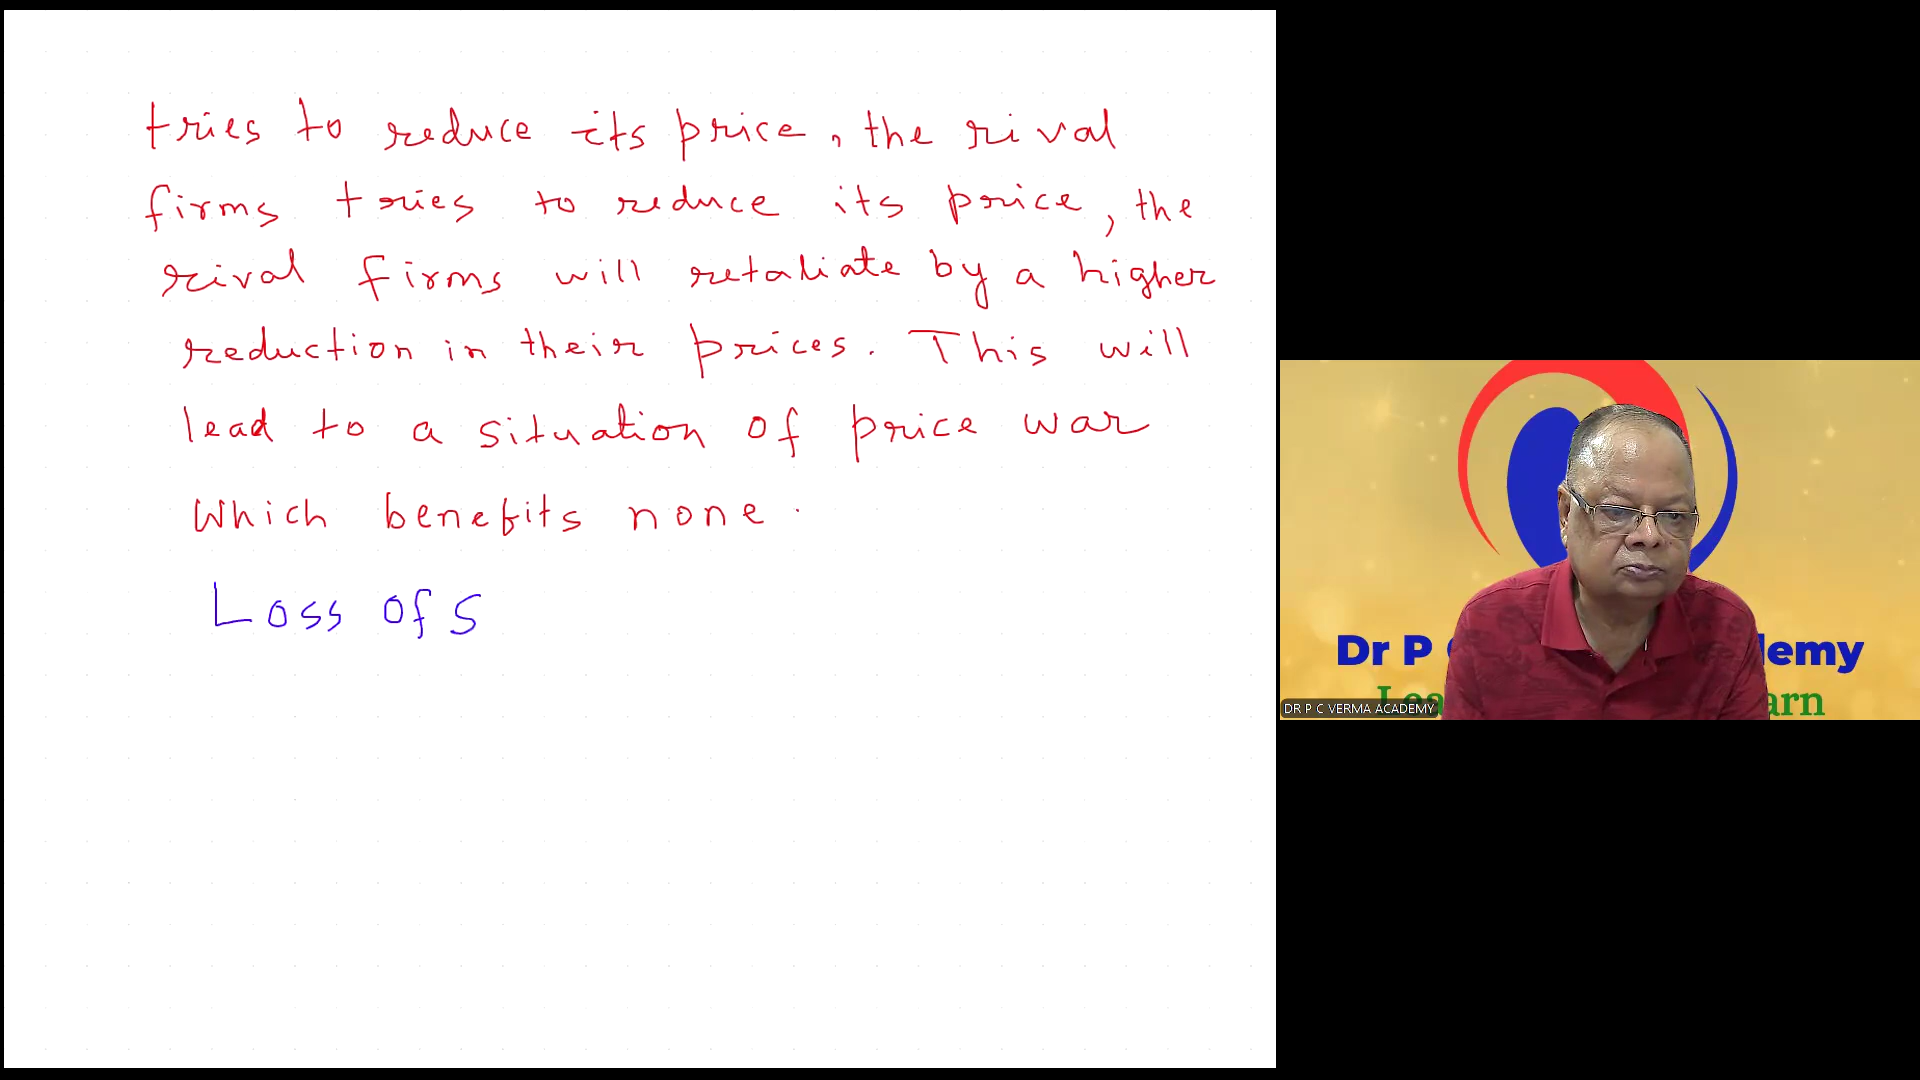 tries to reduce its price, the rival
firms tries to reduce its price, the
rival firms will retaliate by a higher
reduction in their prices. This will
lead to a situation of price war
which benefits none.
Loss of s
Dr P
emy
Lea
arn
DR P C VERMA ACADEMY